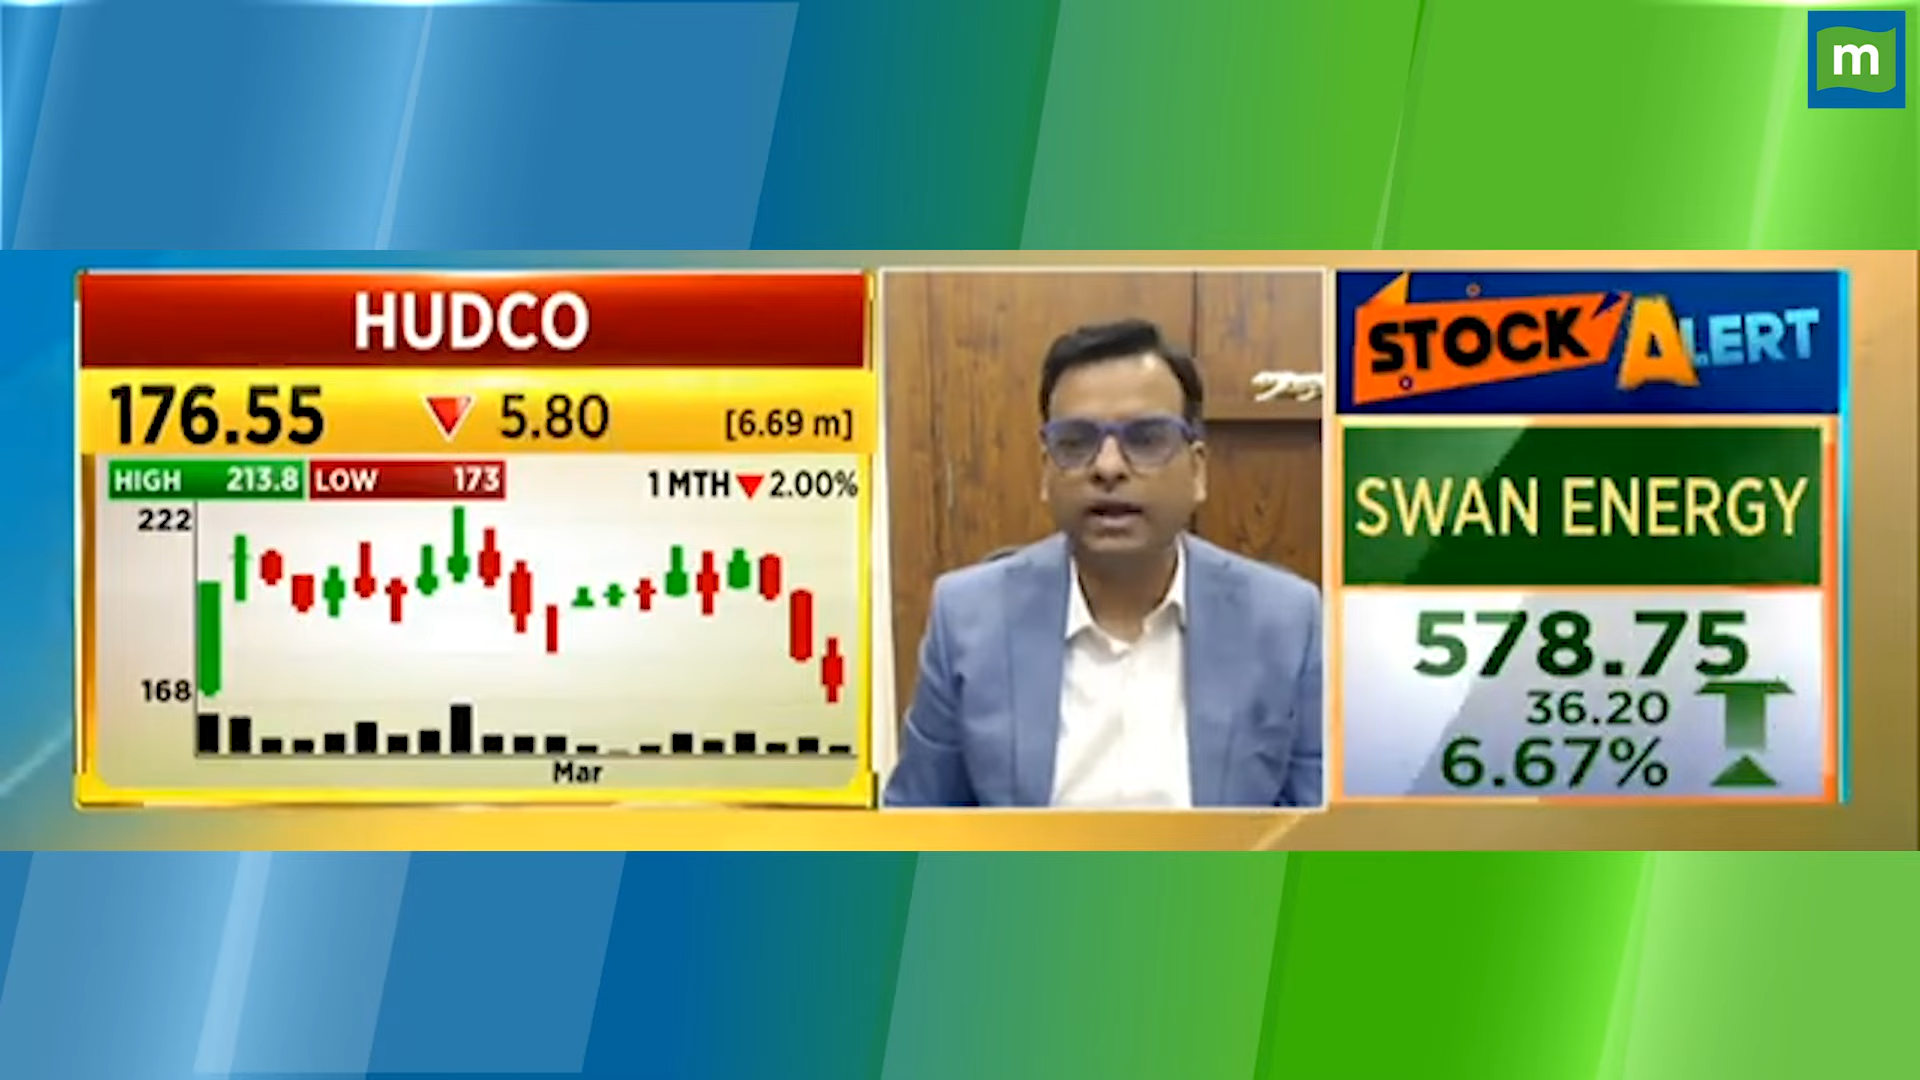 m
HUDCO
176.55 ▼ 5.80 [6.69 m]
HIGH 213.8 LOW 173 1 MTH ▼ 2.00%
222
168
Mar
STOCK ALERT
SWAN ENERGY
578.75
36.20
6.67%